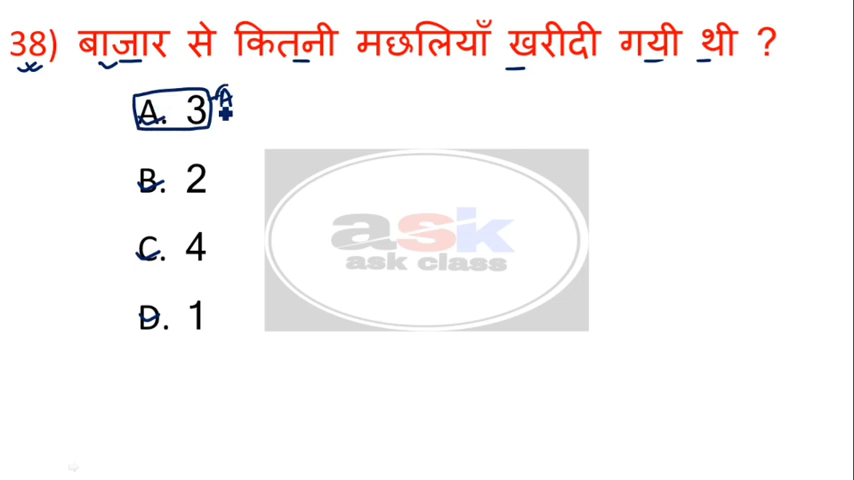 38) बाजार से कितनी मछलियाँ खरीदी गयी थी ?
A. 3 A
B. 2
C. 4
D. 1
ask
ask class